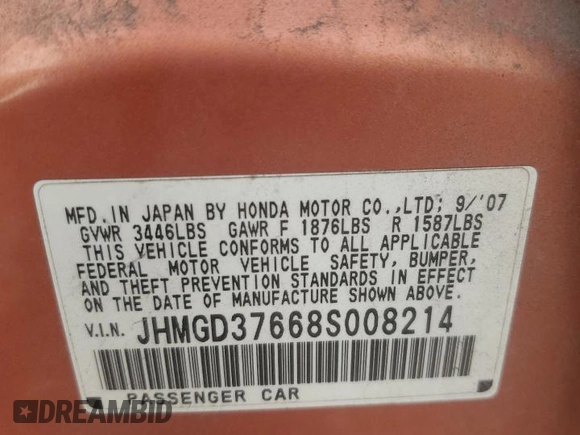 MFD.IN JAPAN BY HONDA MOTOR CO.,LTD; 9/'07
GVWR 3446LBS GAWR F 1876LBS R 1587LBS
THIS VEHICLE CONFORMS TO ALL APPLICABLE
FEDERAL MOTOR VEHICLE SAFETY, BUMPER,
AND THEFT PREVENTION STANDARDS IN EFFECT
ON THE DATE OF MANUFACTURE SHOWN ABOVE.
V.I.N. JHMGD37668S008214
PASSENGER CAR
DREAMBID